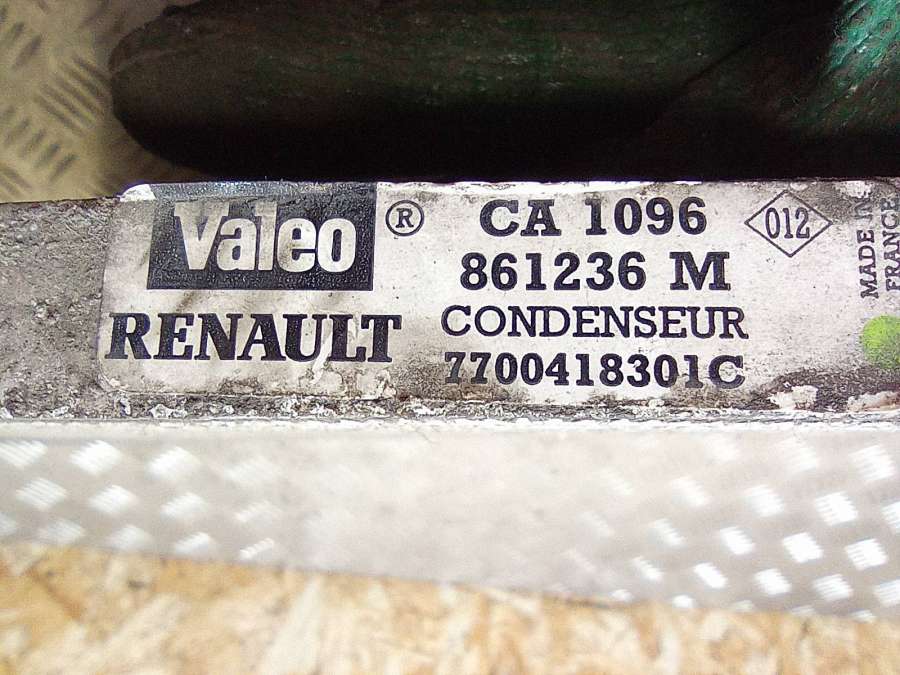 Valeo ® CA 1096 012
861236 M
RENAULT CONDENSEUR
7700418301C
MADE IN
FRANCE